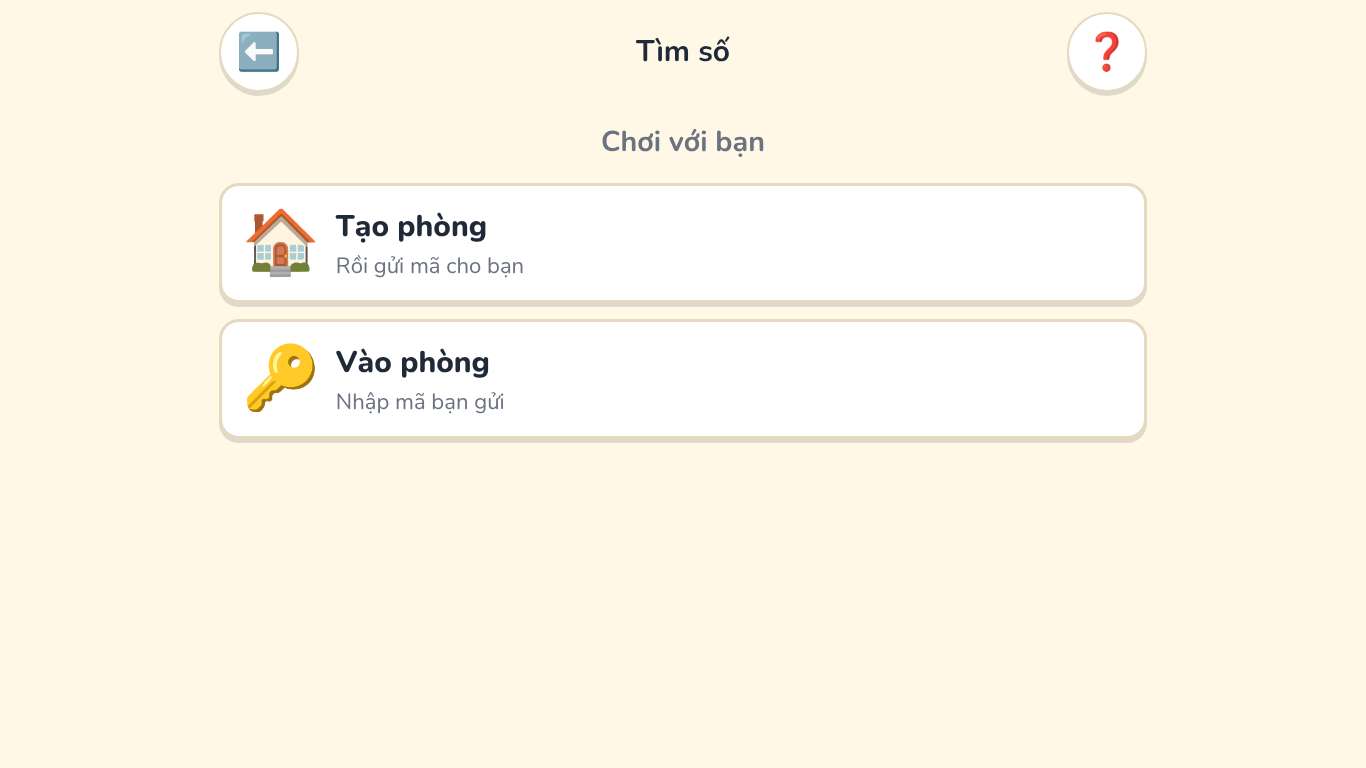 Tìm số
Chơi với bạn
Tạo phòng
Rồi gửi mã cho bạn
Vào phòng
Nhập mã bạn gửi